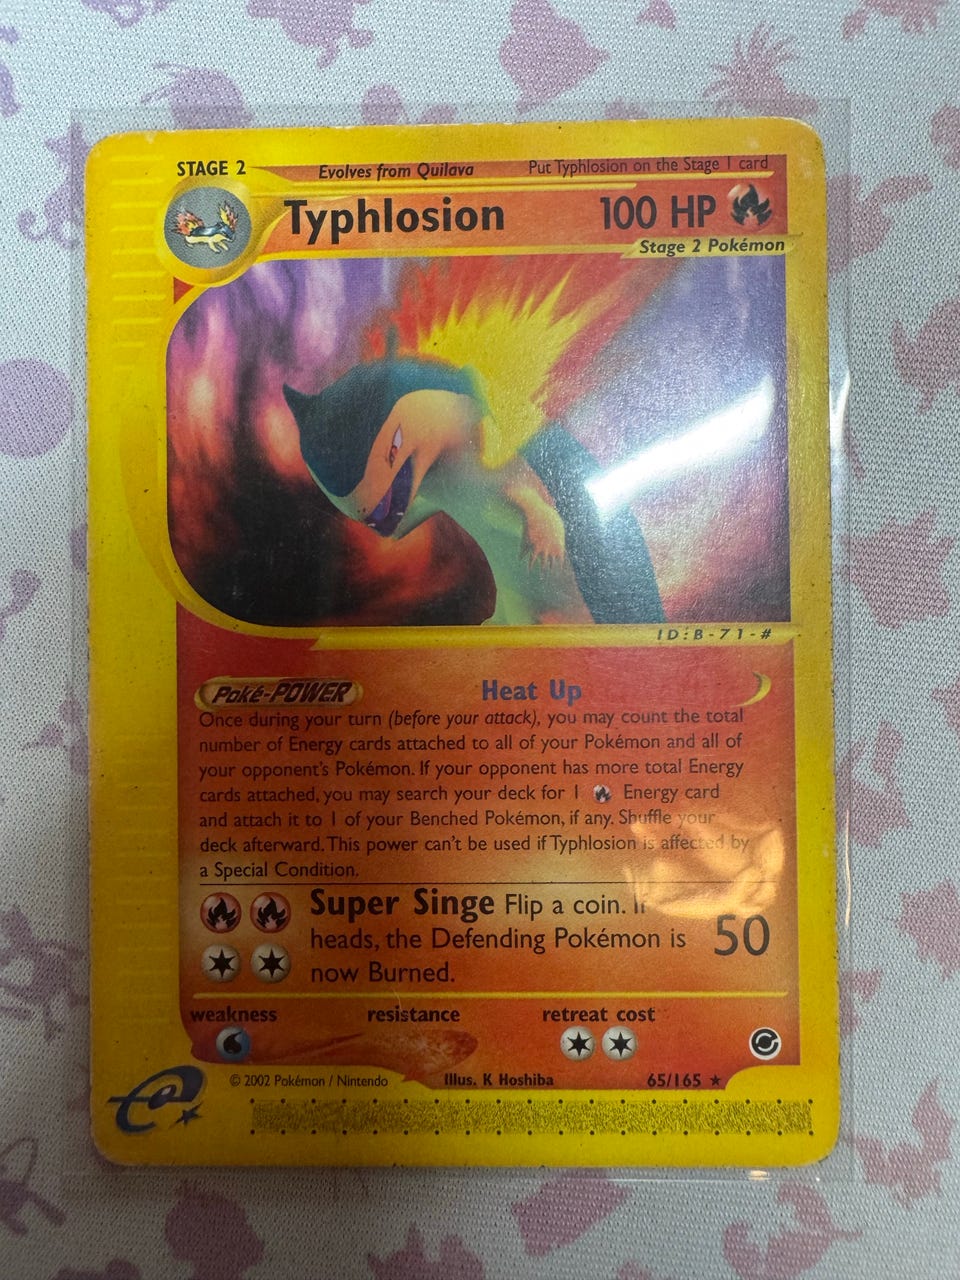 STAGE 2 Evolves from Quilava Put Typhlosion on the Stage 1 card
Typhlosion 100 HP
Stage 2 Pokémon
ID:B-71-#
Poké-POWER Heat Up
Once during your turn (before your attack), you may count the total
number of Energy cards attached to all of your Pokémon and all of
your opponent's Pokémon. If your opponent has more total Energy
cards attached, you may search your deck for 1 Energy card
and attach it to 1 of your Benched Pokémon, if any. Shuffle your
deck afterward. This power can't be used if Typhlosion is affected by
a Special Condition.
Super Singe Flip a coin. If
heads, the Defending Pokémon is 50
now Burned.
weakness resistance retreat cost
© 2002 Pokémon / Nintendo Illus. K Hoshiba 65/165 ★
e